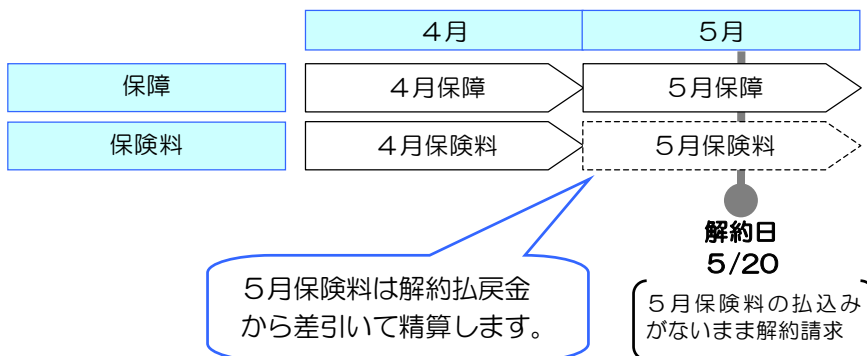 4月 5月
保障 4月保障 5月保障
保険料 4月保険料 5月保険料
解約日
5/20
5月保険料は解約払戻金
から差引いて精算します。
5月保険料の払込み
がないまま解約請求